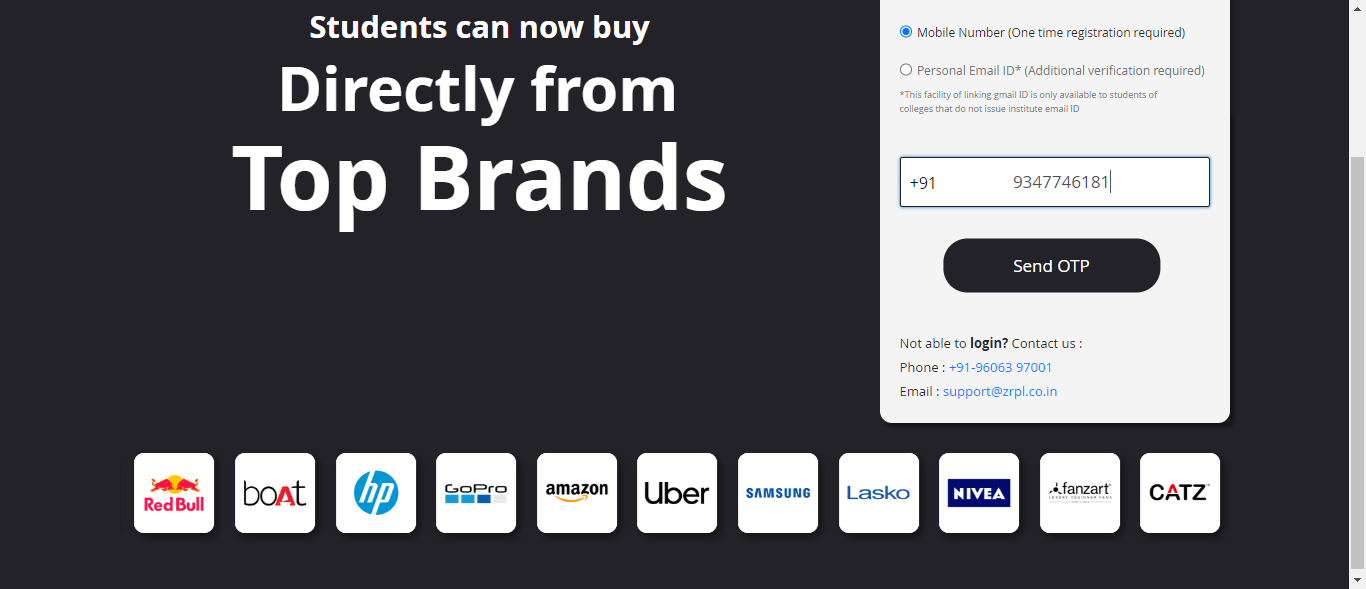 Students can now buy
Directly from
Top Brands
Mobile Number (One time registration required)
Personal Email ID* (Additional verification required)
*This facility of linking gmail ID is only available to students of
colleges that do not issue institute email ID
+91 9347746181
Send OTP
Not able to login? Contact us :
Phone : +91-96063 97001
Email : support@zrpl.co.in
Red Bull
boAt
hp
GoPro
amazon
Uber
SAMSUNG
Lasko
NIVEA
fanzart
LUXURY DESIGNER FANS
CATZ